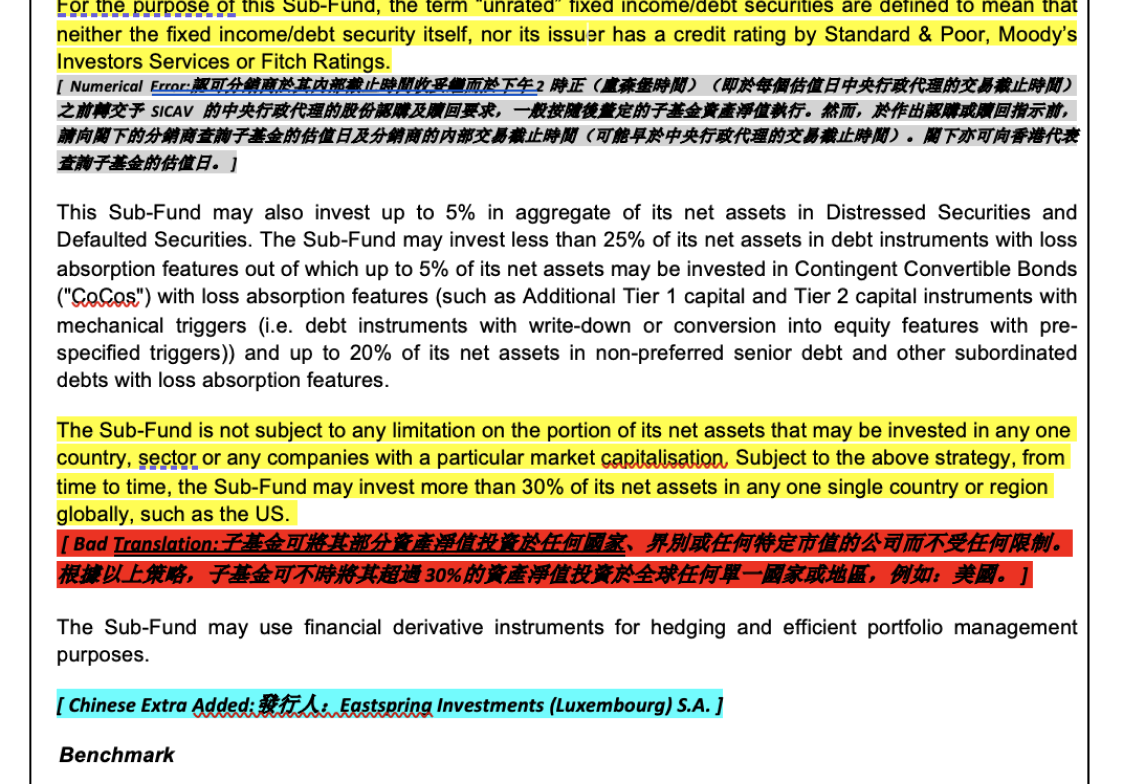 For the purpose of this Sub-Fund, the term "unrated" fixed income/debt securities are defined to mean that
neither the fixed income/debt security itself, nor its issuer has a credit rating by Standard & Poor, Moody's
Investors Services or Fitch Ratings.
[ Numerical Error:認可分銷商於其內部截止時間收妥繼而於下午2 時正（盧森堡時間）（即於每個估值日中央行政代理的交易截止時間）
之前轉交予 SICAV 的中央行政代理的股份認購及贖回要求，一般按隨後釐定的子基金資產淨值執行。然而，於作出認購或贖回指示前，
請向閣下的分銷商查詢子基金的估值日及分銷商的內部交易截止時間（可能早於中央行政代理的交易截止時間）。閣下亦可向香港代表
查詢子基金的估值日。]
This Sub-Fund may also invest up to 5% in aggregate of its net assets in Distressed Securities and
Defaulted Securities. The Sub-Fund may invest less than 25% of its net assets in debt instruments with loss
absorption features out of which up to 5% of its net assets may be invested in Contingent Convertible Bonds
("CoCos") with loss absorption features (such as Additional Tier 1 capital and Tier 2 capital instruments with
mechanical triggers (i.e. debt instruments with write-down or conversion into equity features with pre-
specified triggers)) and up to 20% of its net assets in non-preferred senior debt and other subordinated
debts with loss absorption features.
The Sub-Fund is not subject to any limitation on the portion of its net assets that may be invested in any one
country, sector or any companies with a particular market capitalisation. Subject to the above strategy, from
time to time, the Sub-Fund may invest more than 30% of its net assets in any one single country or region
globally, such as the US.
[ Bad Translation:子基金可將其部分資產淨值投資於任何國家、界別或任何特定市值的公司而不受任何限制。
根據以上策略，子基金可不時將其超過 30%的資產淨值投資於全球任何單一國家或地區，例如：美國。]
The Sub-Fund may use financial derivative instruments for hedging and efficient portfolio management
purposes.
[ Chinese Extra Added:發行人：Eastspring Investments (Luxembourg) S.A. ]
Benchmark